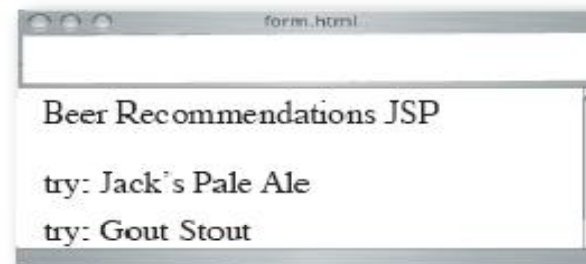 form.html
Beer Recommendations JSP
try: Jack's Pale Ale
try: Gout Stout